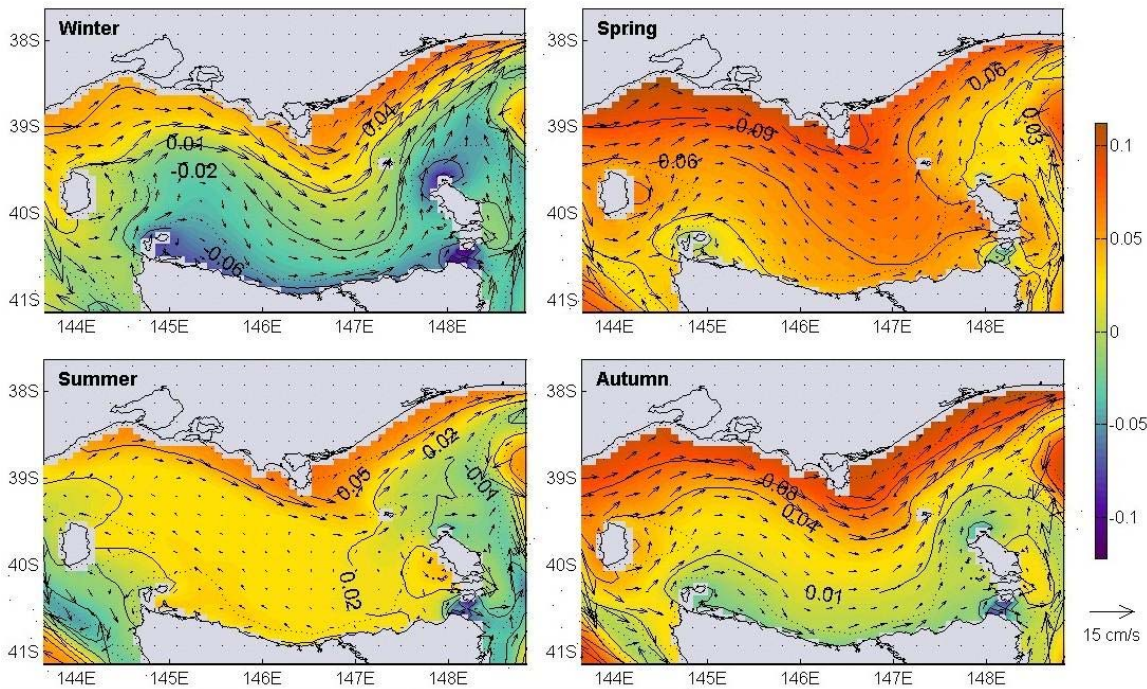 Winter
38S
39S
40S
41S
144E 145E 146E 147E 148E
0.04
0.01
-0.02
-0.06
Spring
38S
39S
40S
41S
144E 145E 146E 147E 148E
0.06
0.09
0.03
0.06
Summer
38S
39S
40S
41S
144E 145E 146E 147E 148E
0.02
-0.01
0.05
0.02
Autumn
38S
39S
40S
41S
144E 145E 146E 147E 148E
0.08
0.04
0.01
0.1
0.05
0
-0.05
-0.1
15 cm/s